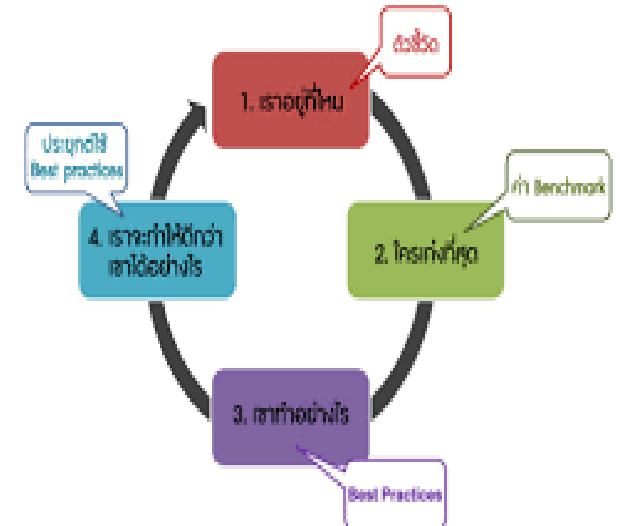 ตัวชี้วัด
1. เราอยู่ที่ไหน
ค่า Benchmark
2. ใครเก่งที่สุด
3. เขาทำอย่างไร
Best Practices
ประยุกต์ใช้
Best practices
4. เราจะทำให้ดีกว่า
เขาได้อย่างไร